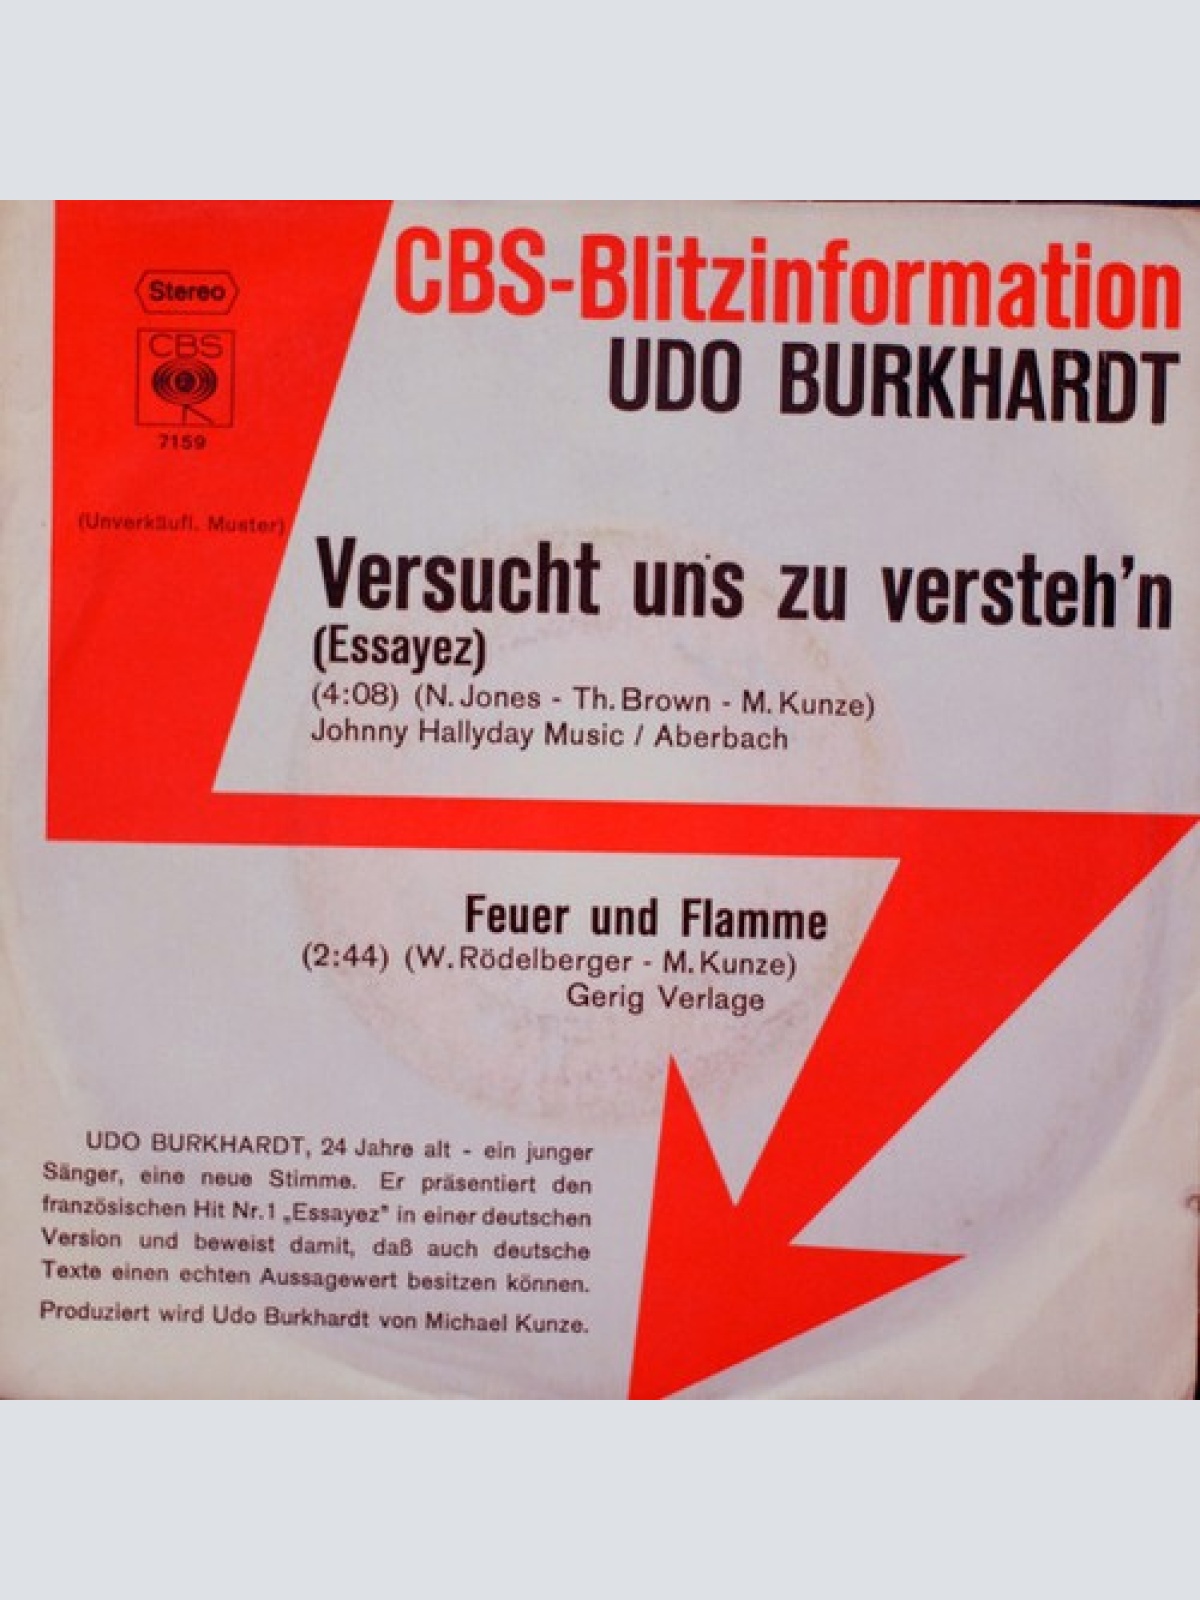 CBS-Blitzinformation
UDO BURKHARDT
Stereo
CBS
7159
(Unverkäufl. Muster)
Versucht uns zu versteh'n
(Essayez)
(4:08) (N. Jones - Th. Brown - M. Kunze)
Johnny Hallyday Music / Aberbach
Feuer und Flamme
(2:44) (W. Rödelberger - M. Kunze)
Gerig Verlage
UDO BURKHARDT, 24 Jahre alt - ein junger
Sänger, eine neue Stimme. Er präsentiert den
französischen Hit Nr. 1 „Essayez" in einer deutschen
Version und beweist damit, daß auch deutsche
Texte einen echten Aussagewert besitzen können.
Produziert wird Udo Burkhardt von Michael Kunze.